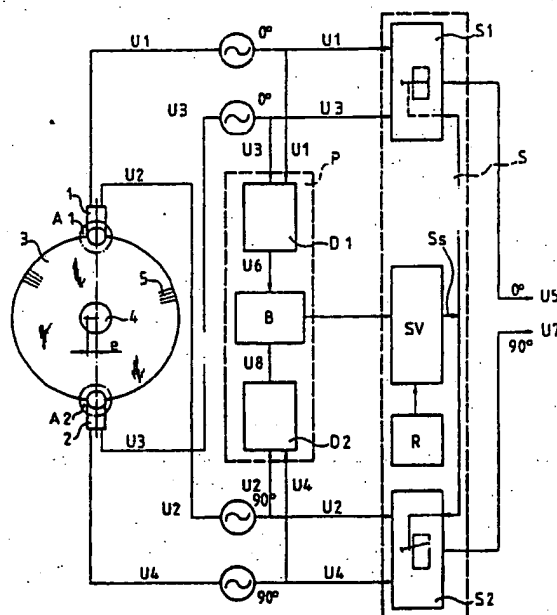 U1 0° U1 S1
U3 0° U3
U2 U3 U1 P S
1
A1
3 5 D1
U6 Ss
0° U5
4 B SV U7
90°
e U8
A2 R
2 D2
U3
U2 U4
U2 90° U2
U4 90° U4
S2